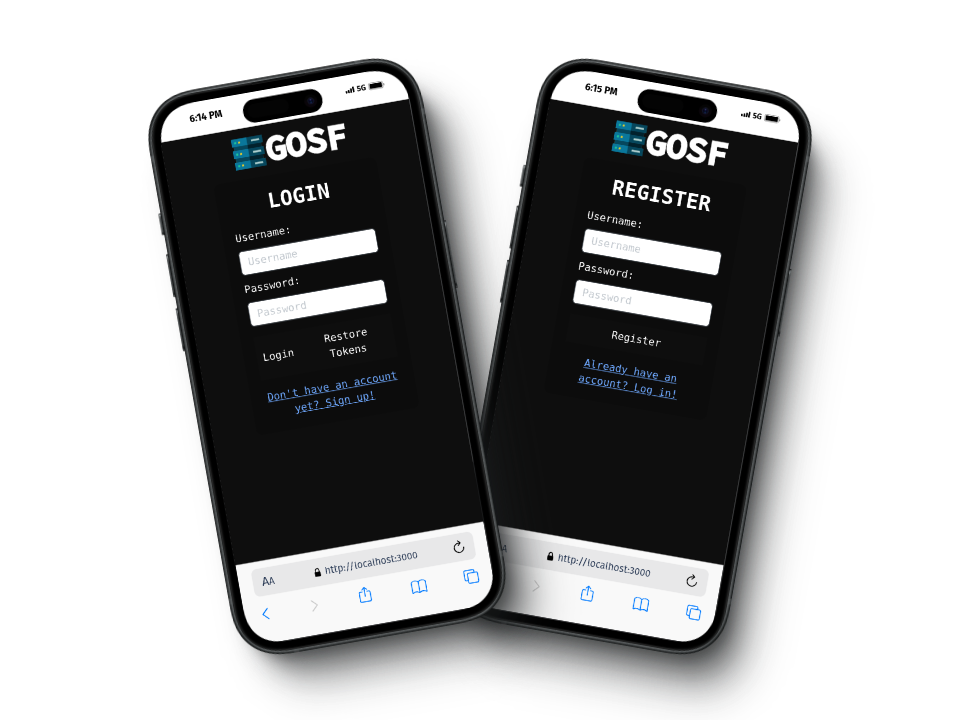 6:14 PM
5G
GOSF
LOGIN
Username:
Username
Password:
Password
Login
Restore
Tokens
Don't have an account
yet? Sign up!
AA
http://localhost:3000
6:15 PM
5G
GOSF
REGISTER
Username:
Username
Password:
Password
Register
Already have an
account? Log in!
http://localhost:3000